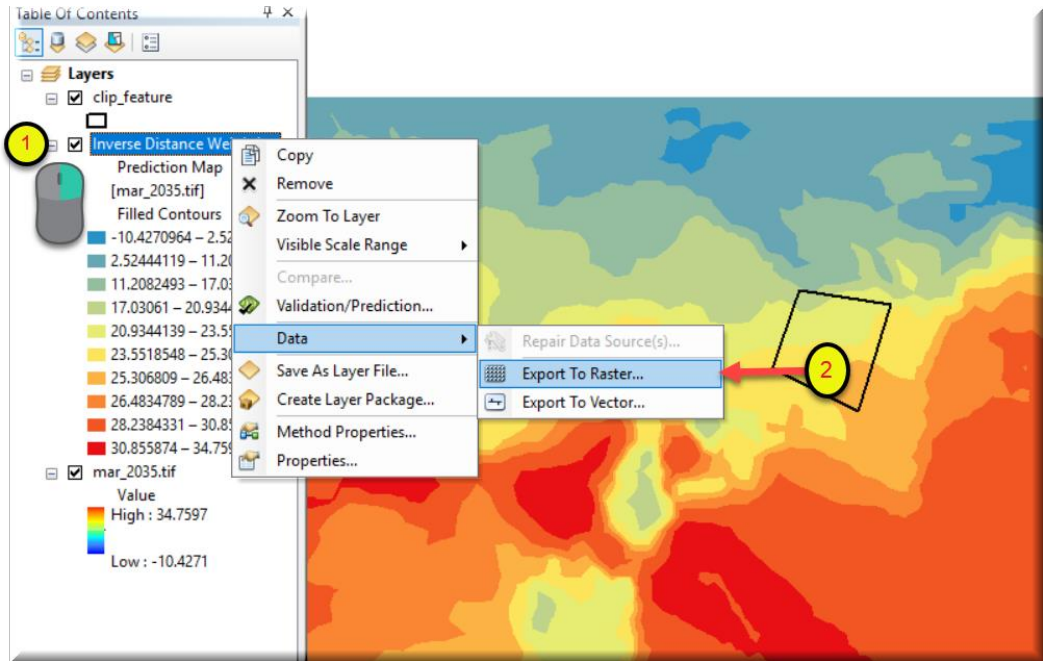 Table Of Contents
Layers
clip_feature
1
Inverse Distance We
Prediction Map
[mar_2035.tif]
Filled Contours
-10.4270964 – 2.52
2.52444119 – 11.20
11.2082493 – 17.03
17.03061 – 20.9344
20.9344139 – 23.55
23.5518548 – 25.30
25.306809 – 26.483
26.4834789 – 28.23
28.2384331 – 30.85
30.855874 – 34.759
mar_2035.tif
Value
High : 34.7597
Low : -10.4271
Copy
Remove
Zoom To Layer
Visible Scale Range
Compare...
Validation/Prediction...
Data
Save As Layer File...
Create Layer Package...
Method Properties...
Properties...
Repair Data Source(s)...
Export To Raster...
Export To Vector...
2